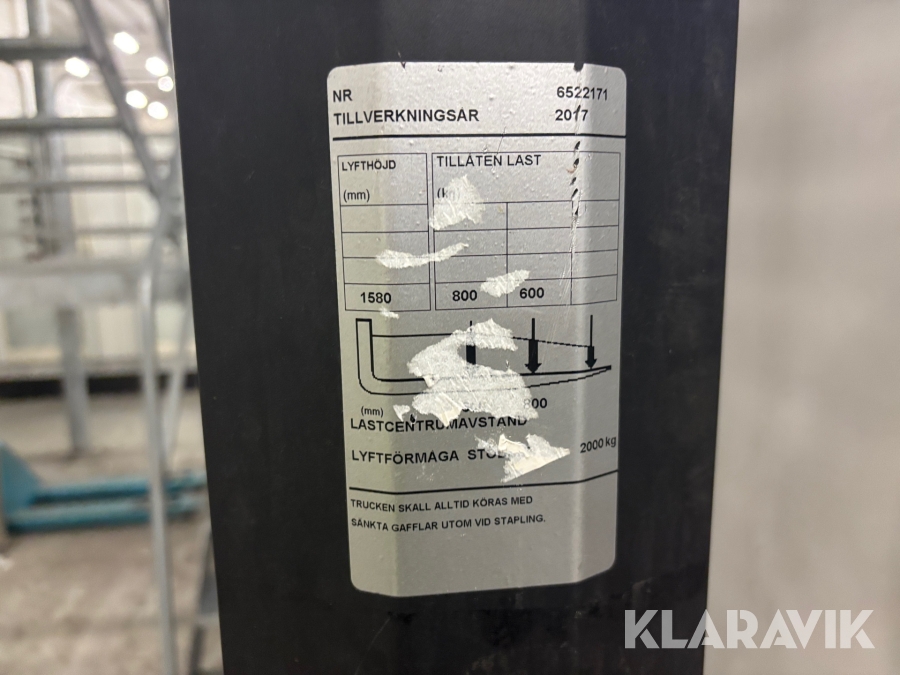 NR 6522171
TILLVERKNINGSÅR 2017
LYFTHÖJD TILLÅTEN LAST
(mm) (kg)
1580 800 600
(mm) 800
LASTCENTRUMAVSTÅND
LYFTFÖRMÅGA 2000 kg
TRUCKEN SKALL ALLTID KÖRAS MED
SÄNKTA GAFFLAR UTOM VID STAPLING.
KLARAVIK